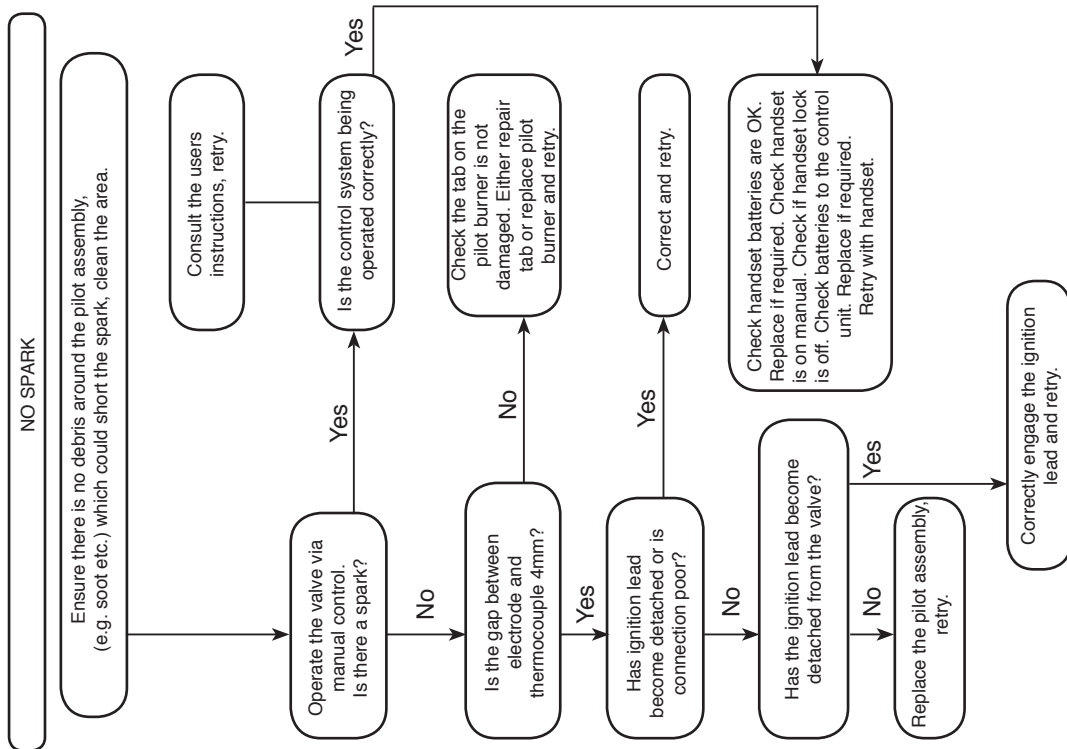 NO SPARK
Ensure there is no debris around the pilot assembly,
(e.g. soot etc.) which could short the spark, clean the area.
Operate the valve via
manual control.
Is there a spark?
Yes
Is the control system being
operated correctly?
Consult the users
instructions, retry.
Yes
Check handset batteries are OK.
Replace if required. Check handset
is on manual. Check if handset lock
is off. Check batteries to the control
unit. Replace if required.
Retry with handset.
No
Is the gap between
electrode and
thermocouple 4mm?
No
Check the tab on the
pilot burner is not
damaged. Either repair
tab or replace pilot
burner and retry.
Yes
Has ignition lead
become detached or is
connection poor?
Yes
Correct and retry.
No
Has the ignition lead become
detached from the valve?
Yes
Correctly engage the ignition
lead and retry.
No
Replace the pilot assembly,
retry.